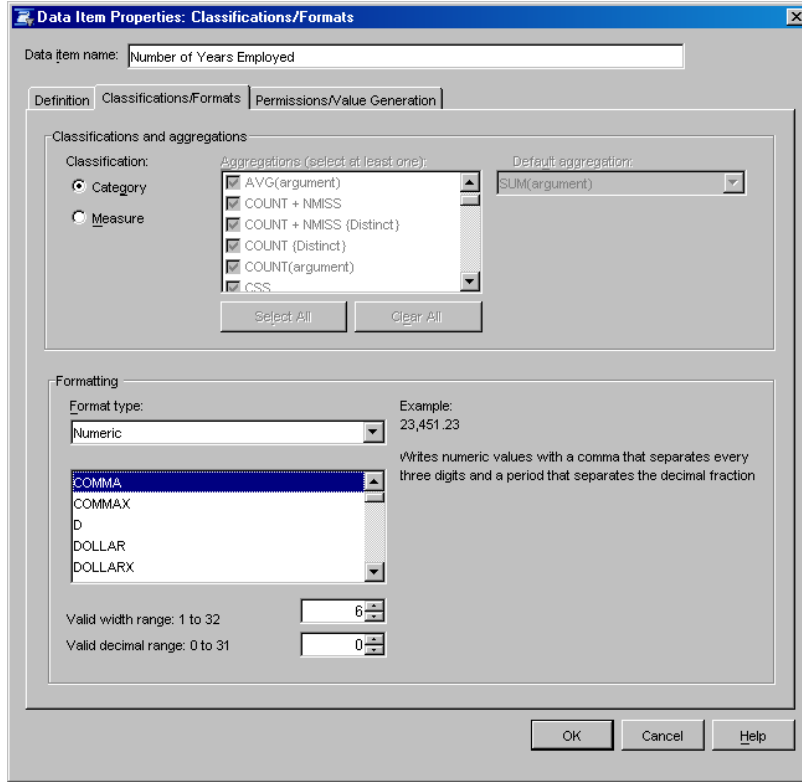 Data Item Properties: Classifications/Formats
Data item name: Number of Years Employed
Definition Classifications/Formats Permissions/Value Generation
Classifications and aggregations
Classification: Aggregations (select at least one): Default aggregation:
Category AVG(argument) SUM(argument)
COUNT + NMISS
Measure COUNT + NMISS {Distinct}
COUNT {Distinct}
COUNT(argument)
CSS
Select All Clear All
Formatting
Format type: Example:
Numeric 23,451.23
Writes numeric values with a comma that separates every
three digits and a period that separates the decimal fraction
COMMA
COMMAX
D
DOLLAR
DOLLARX
Valid width range: 1 to 32 6
Valid decimal range: 0 to 31 0
OK Cancel Help